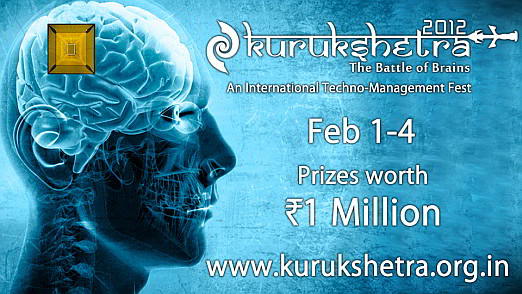 kurukshetra 2012
The Battle of Brains
An International Techno-Management Fest
Feb 1-4
Prizes worth
₹1 Million
www.kurukshetra.org.in